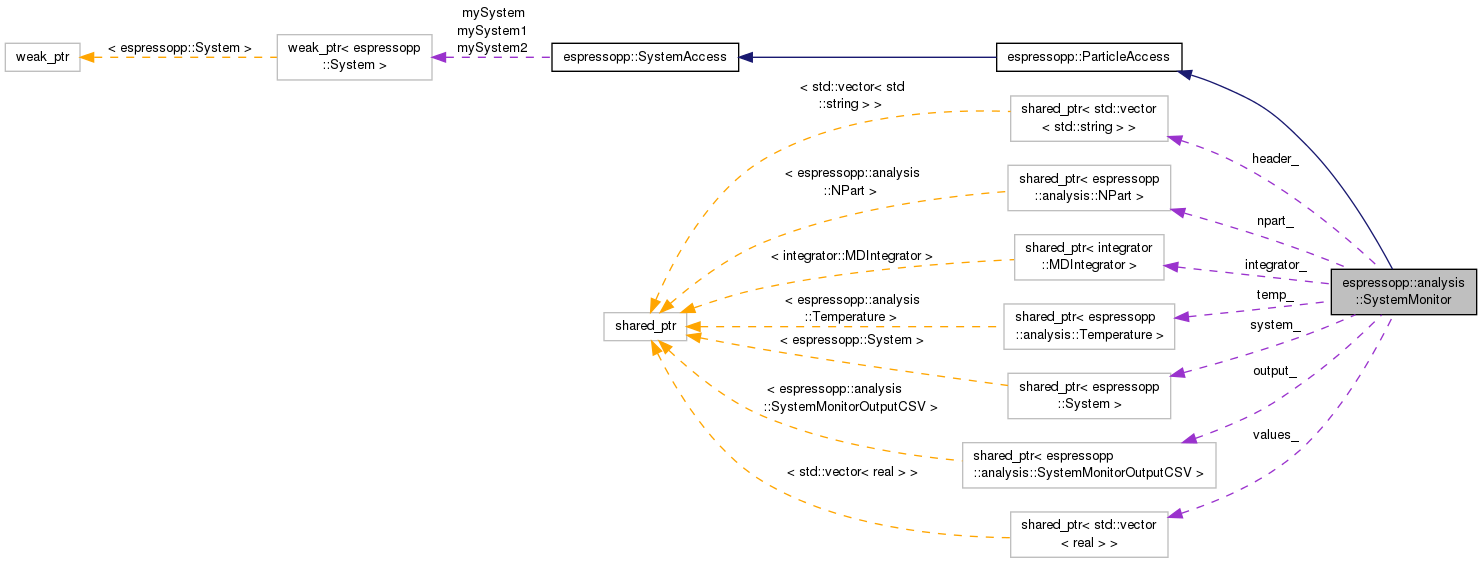 mySystem
mySystem1
mySystem2
weak_ptr
< espressopp::System >
weak_ptr< espressopp
::System >
espressopp::SystemAccess
espressopp::ParticleAccess
< std::vector< std
::string > >
shared_ptr< std::vector
< std::string > >
header_
< espressopp::analysis
::NPart >
shared_ptr< espressopp
::analysis::NPart >
npart_
< integrator::MDIntegrator >
shared_ptr< integrator
::MDIntegrator >
integrator_
espressopp::analysis
::SystemMonitor
shared_ptr
< espressopp::analysis
::Temperature >
shared_ptr< espressopp
::analysis::Temperature >
temp_
< espressopp::System >
shared_ptr< espressopp
::System >
system_
< espressopp::analysis
::SystemMonitorOutputCSV >
shared_ptr< espressopp
::analysis::SystemMonitorOutputCSV >
output_
< std::vector< real > >
shared_ptr< std::vector
< real > >
values_